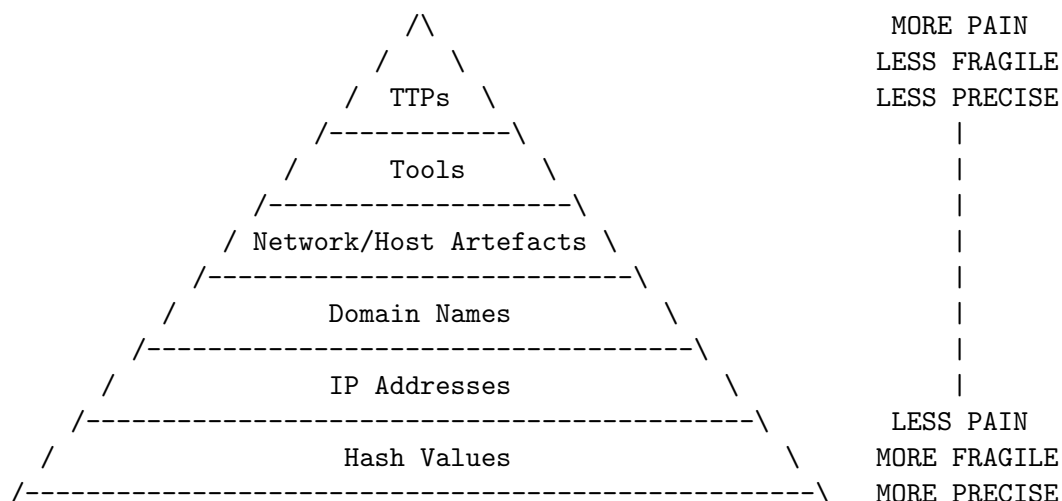 MORE PAIN
LESS FRAGILE
TTPs LESS PRECISE
Tools
Network/Host Artefacts
Domain Names
IP Addresses
LESS PAIN
Hash Values MORE FRAGILE
MORE PRECISE